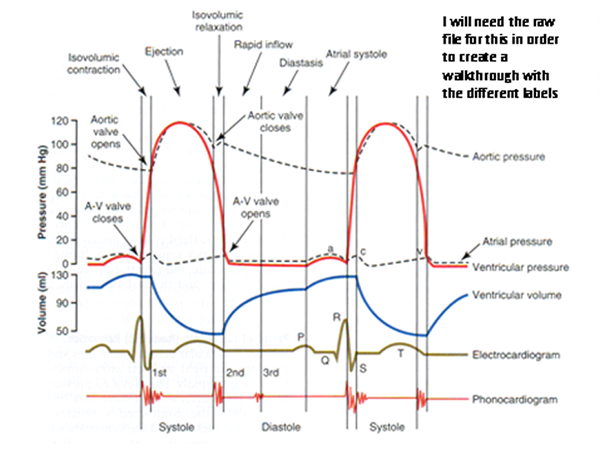 Isovolumic
relaxation
Isovolumic
contraction
Ejection
Rapid inflow
Diastasis
Atrial systole
I will need the raw
file for this in order
to create a
walkthrough with
the different labels
Aortic
valve
opens
Aortic valve
closes
A-V valve
closes
A-V valve
opens
Pressure (mm Hg)
120
100
80
60
40
20
0
Volume (ml)
130
90
50
a
c
v
Aortic pressure
Atrial pressure
Ventricular pressure
Ventricular volume
R
P
Q
S
T
Electrocardiogram
1st
2nd
3rd
Phonocardiogram
Systole
Diastole
Systole